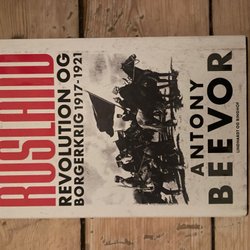 RUSLAND
REVOLUTION OG
BORGERKRIG 1917-1921
ANTONY
BEEVOR